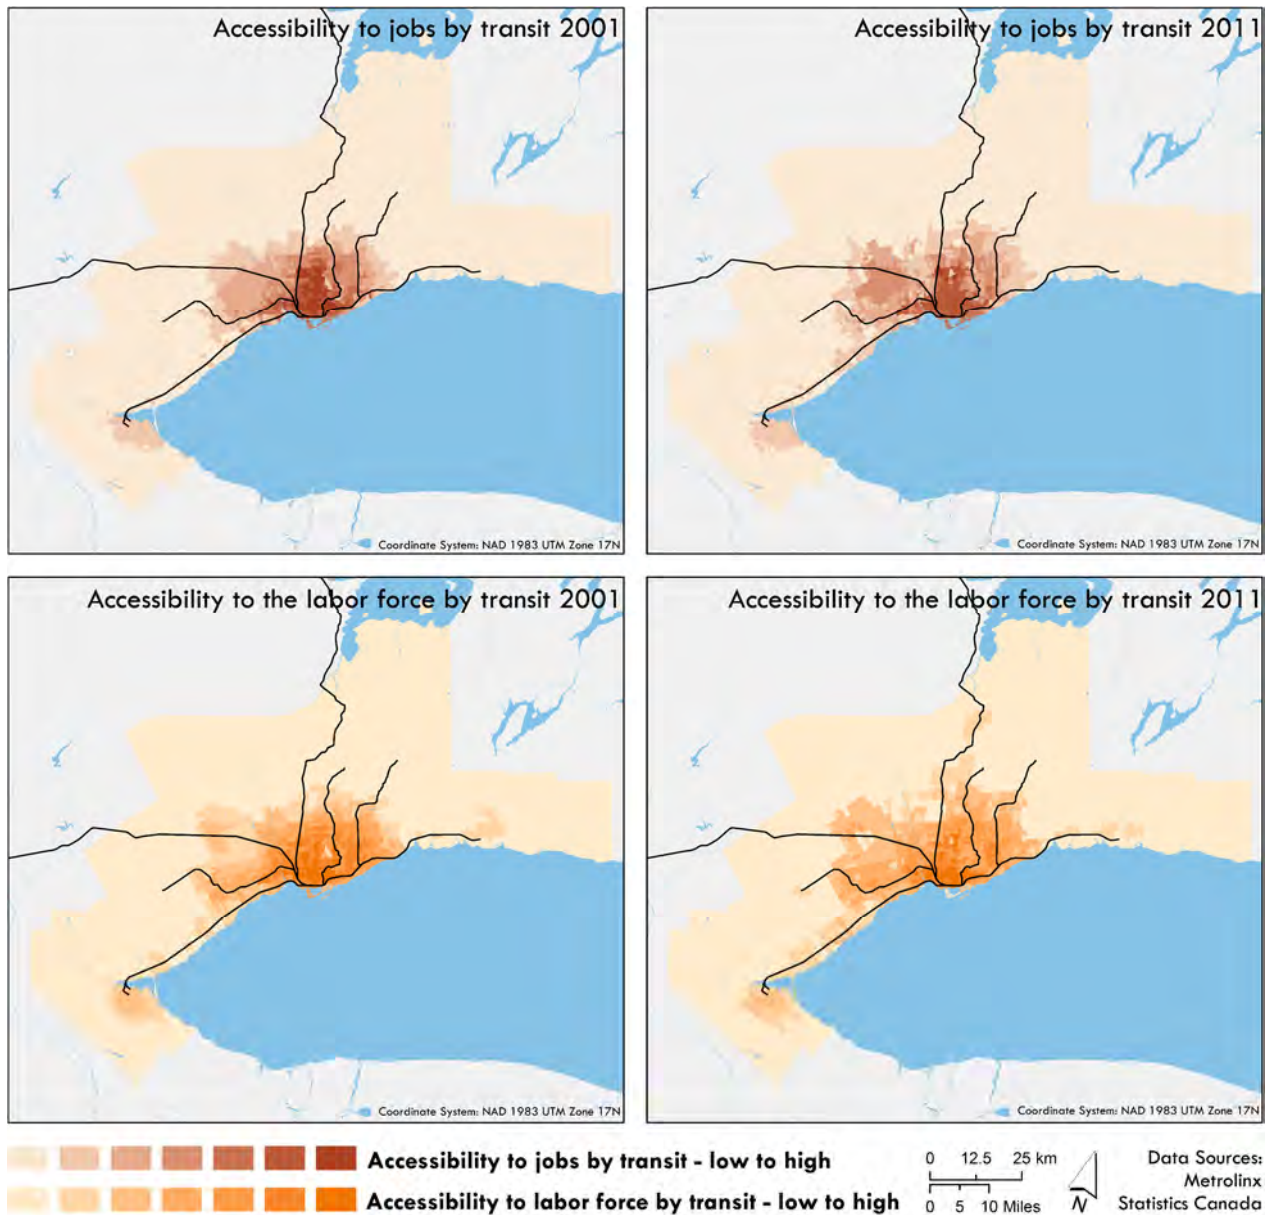 Accessibility to jobs by transit 2001
Accessibility to jobs by transit 2011
Coordinate System: NAD 1983 UTM Zone 17N
Coordinate System: NAD 1983 UTM Zone 17N
Accessibility to the labor force by transit 2001
Accessibility to the labor force by transit 2011
Coordinate System: NAD 1983 UTM Zone 17N
Coordinate System: NAD 1983 UTM Zone 17N
Accessibility to jobs by transit - low to high
Accessibility to labor force by transit - low to high
0 12.5 25 km
0 5 10 Miles
N
Data Sources:
Metrolinx
Statistics Canada